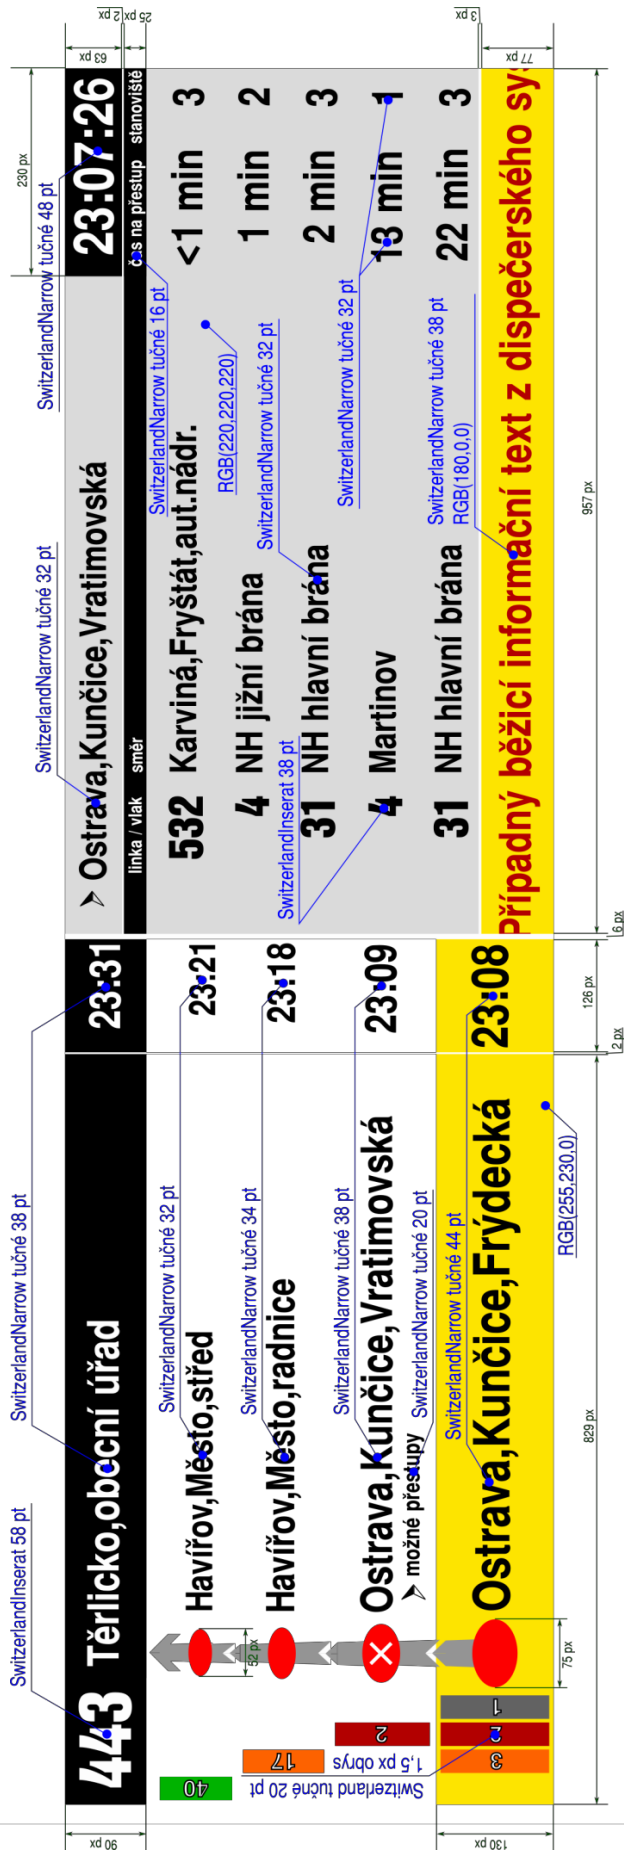 SwitzerlandInserat 58 pt
SwitzerlandNarrow tučné 38 pt
SwitzerlandNarrow tučné 32 pt
SwitzerlandNarrow tučné 48 pt
230 px
90 px
443 Těrlicko,obecní úřad 23:31
Ostrava,Kunčice,Vratimovská 23:07:26
63 px
2 px
25 px
linka / vlak směr čas na přestup stanoviště
40
Havířov,Město,střed 23:21
532 Karviná,Fryštát,aut.nádr. <1 min 3
SwitzerlandNarrow tučné 32 pt
SwitzerlandNarrow tučné 16 pt
RGB(220,220,220)
52 px
17
Havířov,Město,radnice 23:18
4 NH jižní brána 1 min 2
SwitzerlandNarrow tučné 34 pt
SwitzerlandNarrow tučné 32 pt
SwitzerlandInserat 38 pt
31 NH hlavní brána 2 min 3
Switzerland tučné 20 pt
1,5 px obrys
2
SwitzerlandNarrow tučné 38 pt
SwitzerlandNarrow tučné 32 pt
Ostrava,Kunčice,Vratimovská 23:09
4 Martinov 13 min 1
možné přestupy
SwitzerlandNarrow tučné 20 pt
SwitzerlandNarrow tučné 44 pt
SwitzerlandNarrow tučné 38 pt
RGB(180,0,0)
31 NH hlavní brána 22 min 3
3 px
3
2
1
130 px
Ostrava,Kunčice,Frýdecká 23:08
Případný běžicí informační text z dispečerského sy
77 px
RGB(255,230,0)
75 px
829 px
2 px
126 px
6 px
957 px